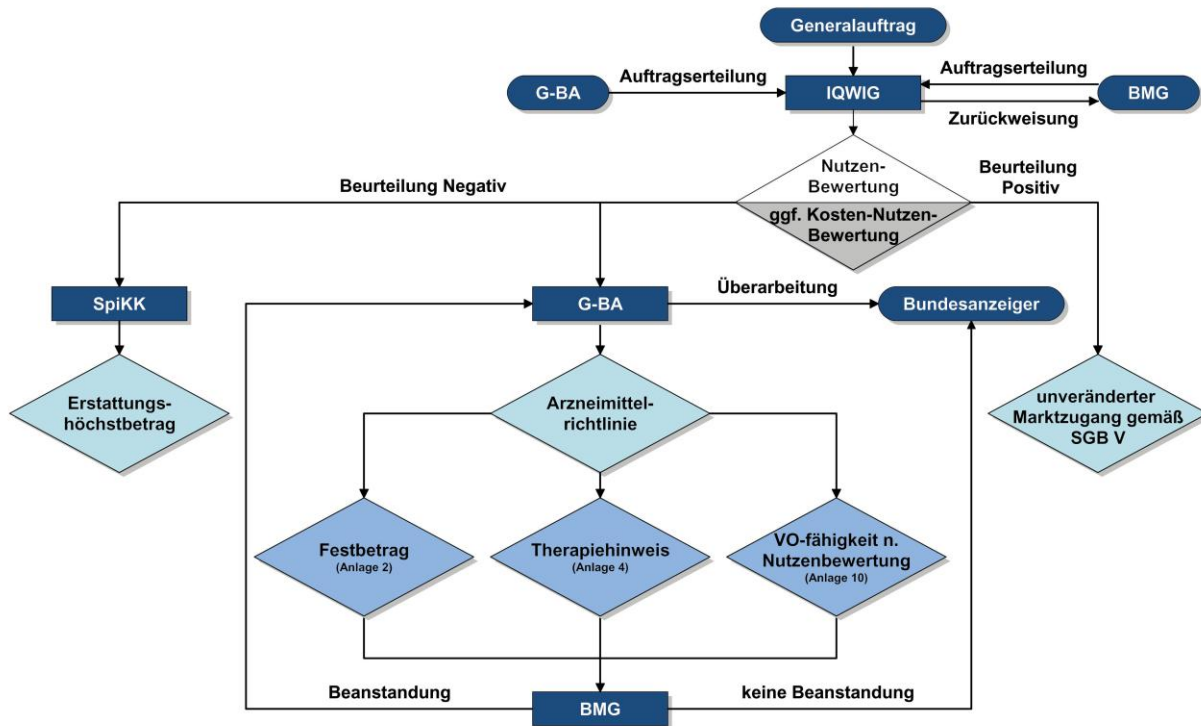 Generalauftrag
Auftragserteilung
Auftragserteilung
G-BA
IQWIG
BMG
Zurückweisung
Nutzen-
Bewertung
Beurteilung
Positiv
Beurteilung Negativ
ggf. Kosten-Nutzen-
Bewertung
SpiKK
G-BA
Überarbeitung
Bundesanzeiger
Erstattungs-
höchstbetrag
Arzneimittel-
richtlinie
unveränderter
Marktzugang gemäß
SGB V
Festbetrag
(Anlage 2)
Therapiehinweis
(Anlage 4)
VO-fähigkeit n.
Nutzenbewertung
(Anlage 10)
Beanstandung
keine Beanstandung
BMG